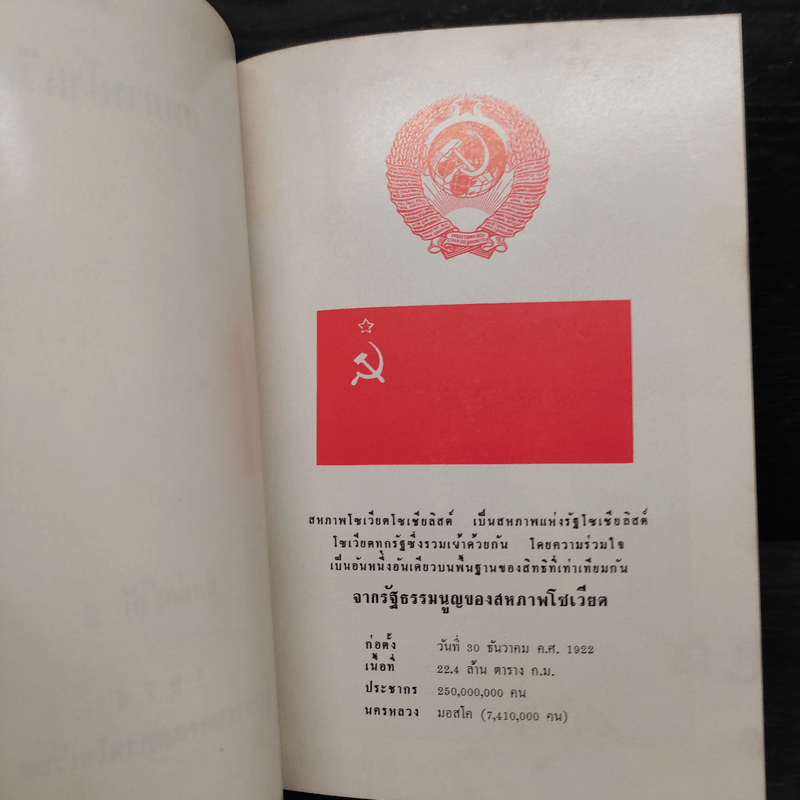 สหภาพโซเวียตโซเชียลิสต์ เป็นสหภาพแห่งรัฐโซเชียลิสต์
โซเวียตทุกรัฐซึ่งรวมเข้าด้วยกัน โดยความร่วมใจ
เป็นอันหนึ่งอันเดียวบนพื้นฐานของสิทธิที่เท่าเทียมกัน
จากรัฐธรรมนูญของสหภาพโซเวียต
ก่อตั้ง วันที่ 30 ธันวาคม ค.ศ. 1922
เนื้อที่ 22.4 ล้าน ตาราง ก.ม.
ประชากร 250,000,000 คน
นครหลวง มอสโค (7,410,000 คน)